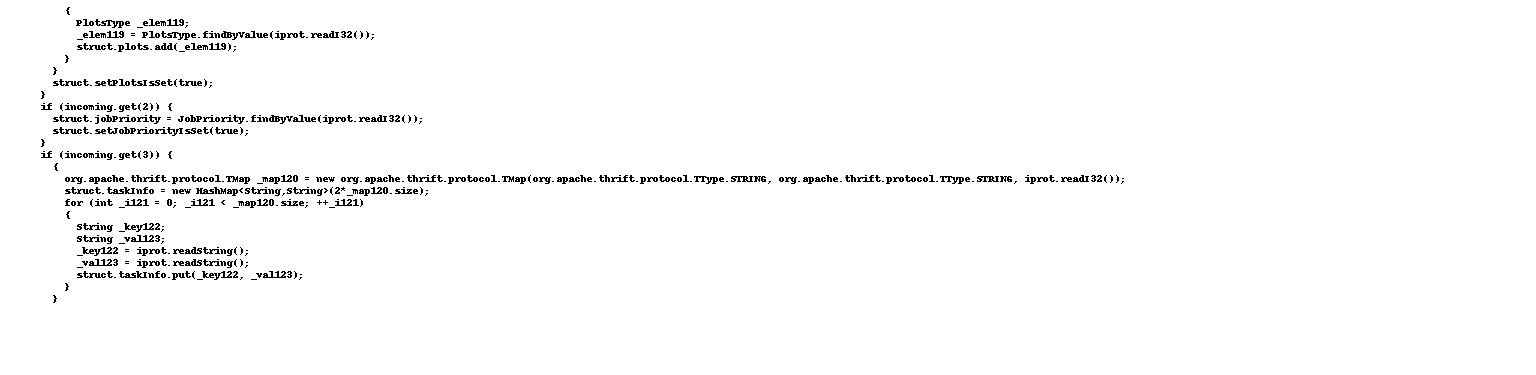 {
PlotsType _elem119;
_elem119 = PlotsType.findByValue(iprot.readI32());
struct.plots.add(_elem119);
}
}
struct.setPlotsIsSet(true);
}
if (incoming.get(2)) {
struct.jobPriority = JobPriority.findByValue(iprot.readI32());
struct.setJobPriorityIsSet(true);
}
if (incoming.get(3)) {
{
org.apache.thrift.protocol.TMap _map120 = new org.apache.thrift.protocol.TMap(org.apache.thrift.protocol.TType.STRING, org.apache.thrift.protocol.TType.STRING, iprot.readI32());
struct.taskInfo = new HashMap<String,String>(2*_map120.size);
for (int _i121 = 0; _i121 < _map120.size; ++_i121)
{
String _key122;
String _val123;
_key122 = iprot.readString();
_val123 = iprot.readString();
struct.taskInfo.put(_key122, _val123);
}
}